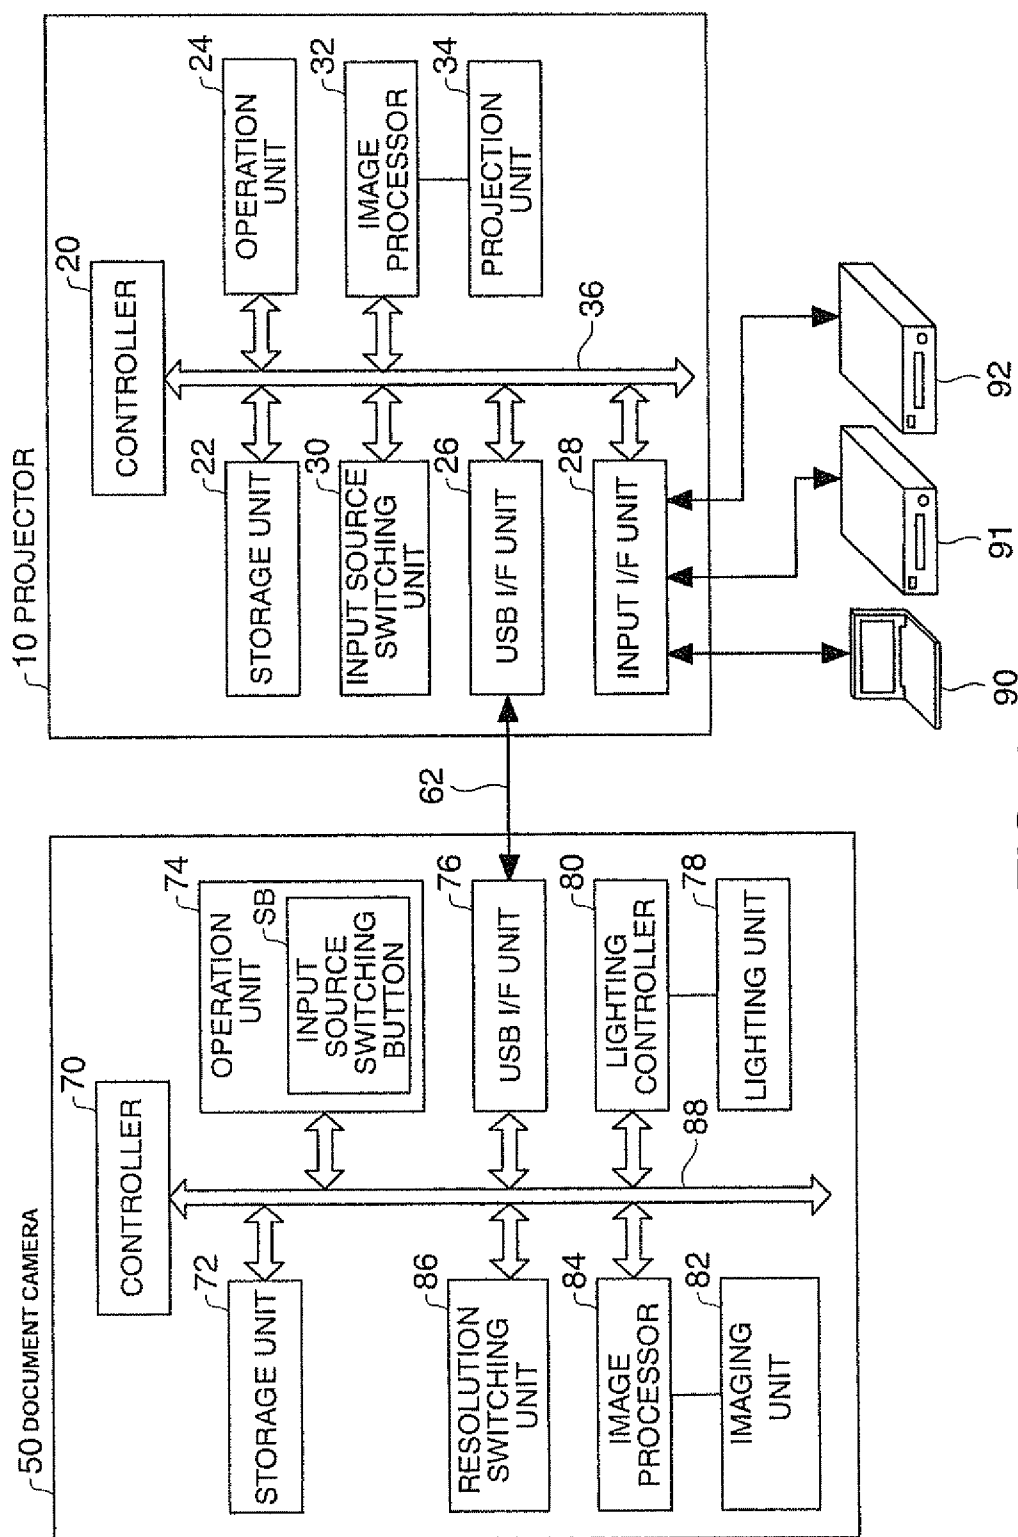 50 DOCUMENT CAMERA
70
CONTROLLER
72
STORAGE UNIT
74
OPERATION
UNIT
SB
INPUT
SOURCE
SWITCHING
BUTTON
86
RESOLUTION
SWITCHING
UNIT
76
USB I/F UNIT
84
IMAGE
PROCESSOR
80
LIGHTING
CONTROLLER
82
IMAGING
UNIT
78
LIGHTING UNIT
88
62
10 PROJECTOR
20
CONTROLLER
22
STORAGE UNIT
24
OPERATION
UNIT
30
INPUT SOURCE
SWITCHING
UNIT
32
IMAGE
PROCESSOR
26
USB I/F UNIT
34
PROJECTION
UNIT
28
INPUT I/F UNIT
36
90
91
92